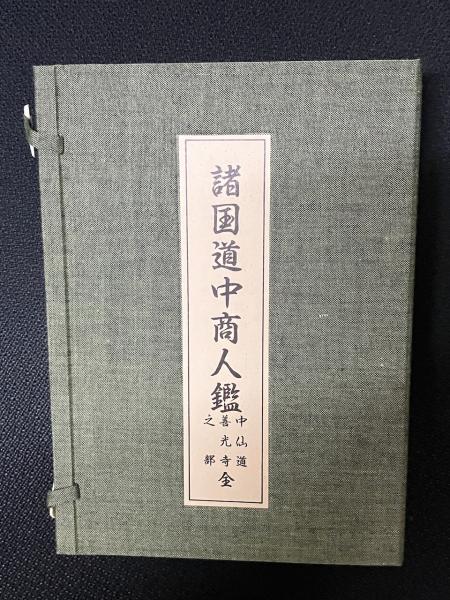 諸国道中商人鑑
中仙道
善光寺
之部
全